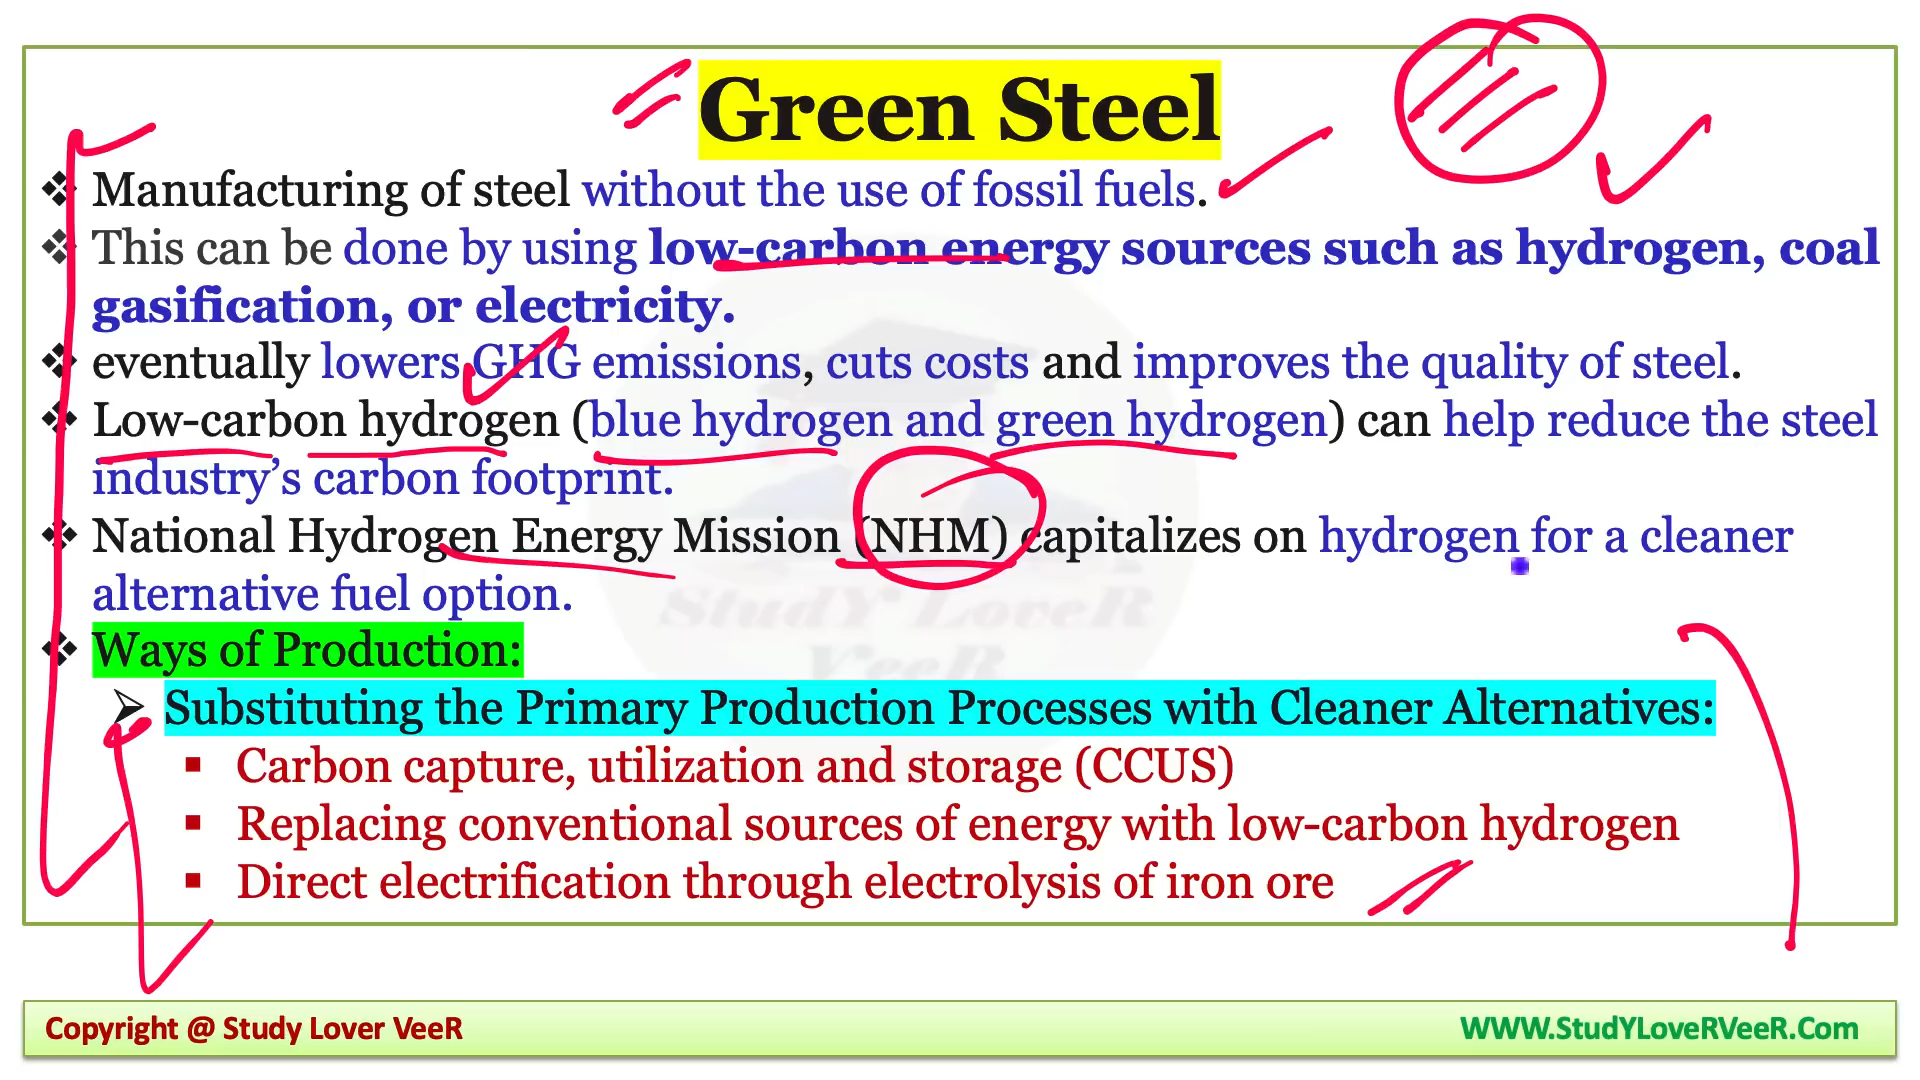 Green Steel
Manufacturing of steel without the use of fossil fuels.
This can be done by using low-carbon energy sources such as hydrogen, coal
gasification, or electricity.
eventually lowers GHG emissions, cuts costs and improves the quality of steel.
Low-carbon hydrogen (blue hydrogen and green hydrogen) can help reduce the steel
industry’s carbon footprint.
National Hydrogen Energy Mission (NHM) capitalizes on hydrogen for a cleaner
alternative fuel option.
StudY LoveR
VeeR
Ways of Production:
Substituting the Primary Production Processes with Cleaner Alternatives:
Carbon capture, utilization and storage (CCUS)
Replacing conventional sources of energy with low-carbon hydrogen
Direct electrification through electrolysis of iron ore
Copyright @ Study Lover VeeR
WWW.StudYLoveRVeeR.Com